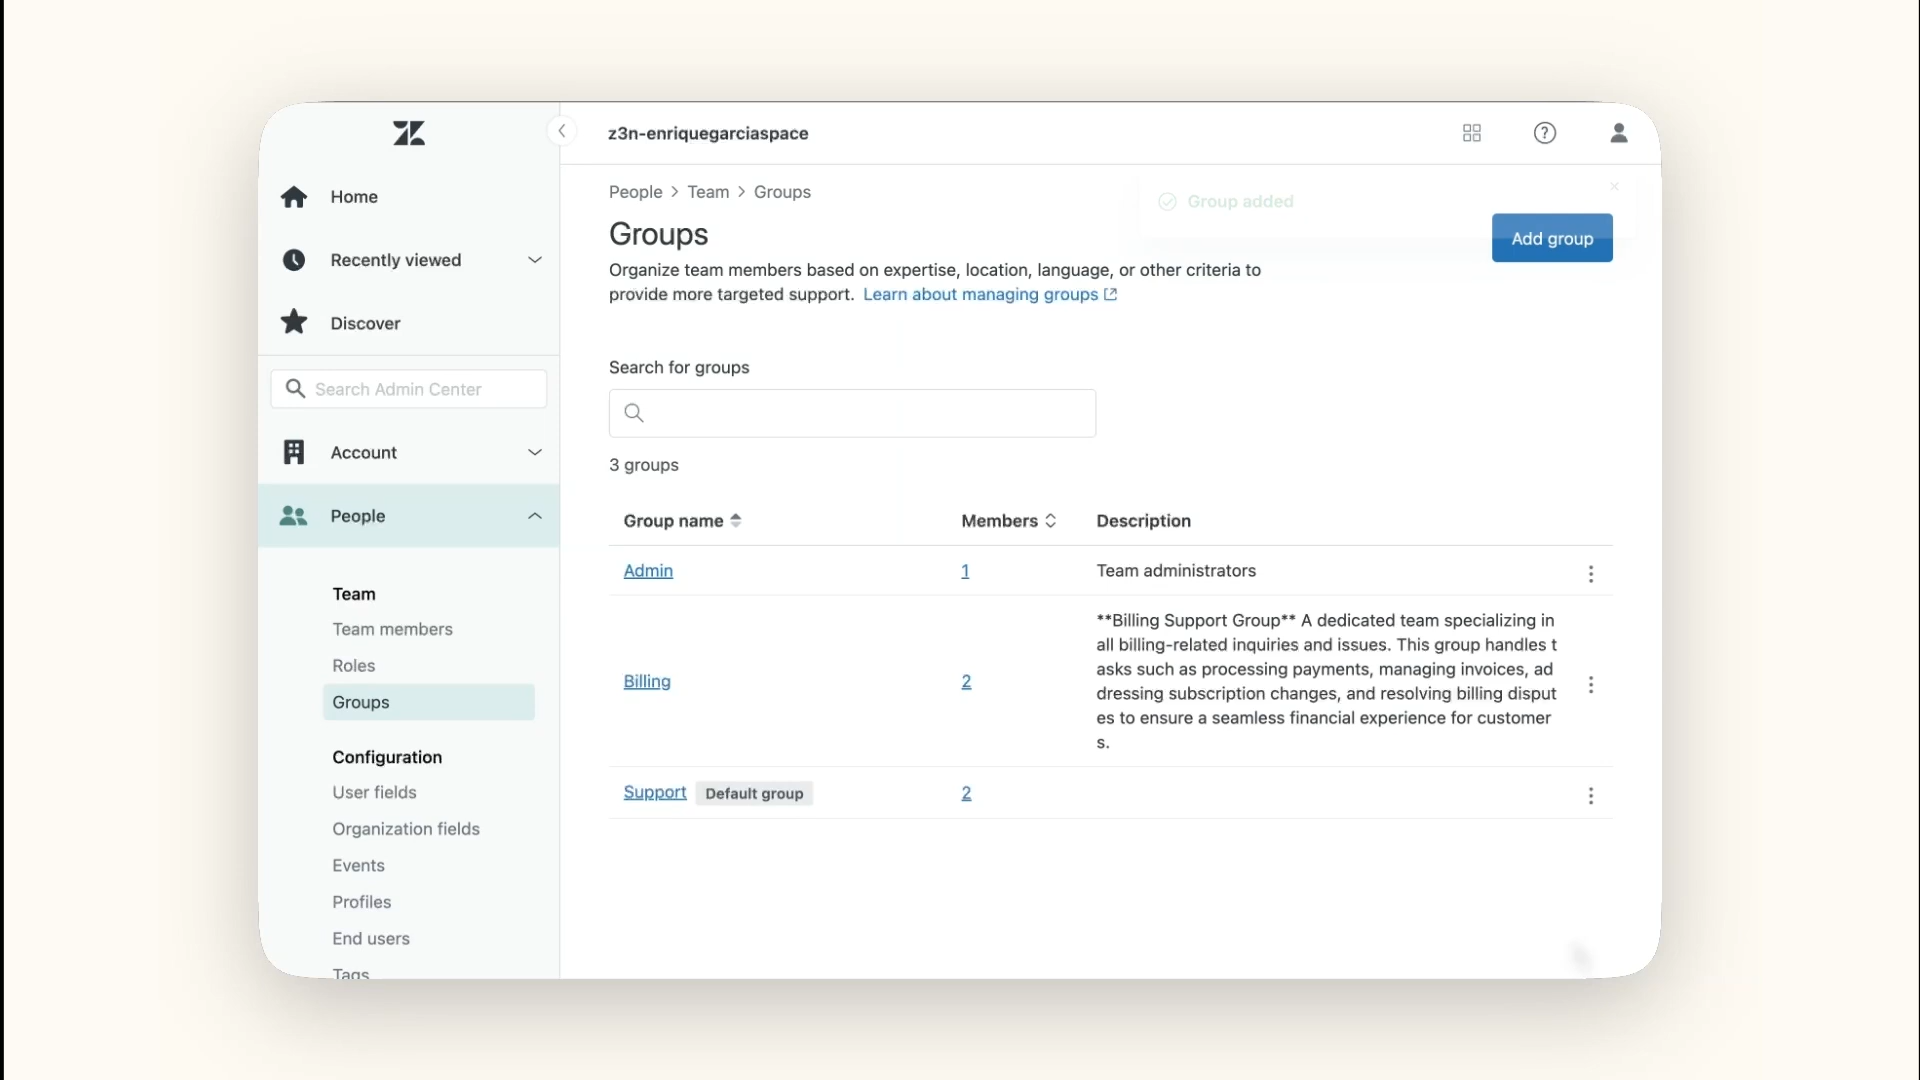 z3n-enriquegarciaspace
Home
Recently viewed
Discover
Search Admin Center
Account
People
Team
Team members
Roles
Groups
Configuration
User fields
Organization fields
Events
Profiles
End users
Tags
People > Team > Groups
Group added
Groups
Add group
Organize team members based on expertise, location, language, or other criteria to
provide more targeted support. Learn about managing groups
Search for groups
3 groups
Group name Members Description
Admin 1 Team administrators
Billing 2 **Billing Support Group** A dedicated team specializing in
all billing-related inquiries and issues. This group handles t
asks such as processing payments, managing invoices, ad
dressing subscription changes, and resolving billing disput
es to ensure a seamless financial experience for customer
s.
Support Default group 2